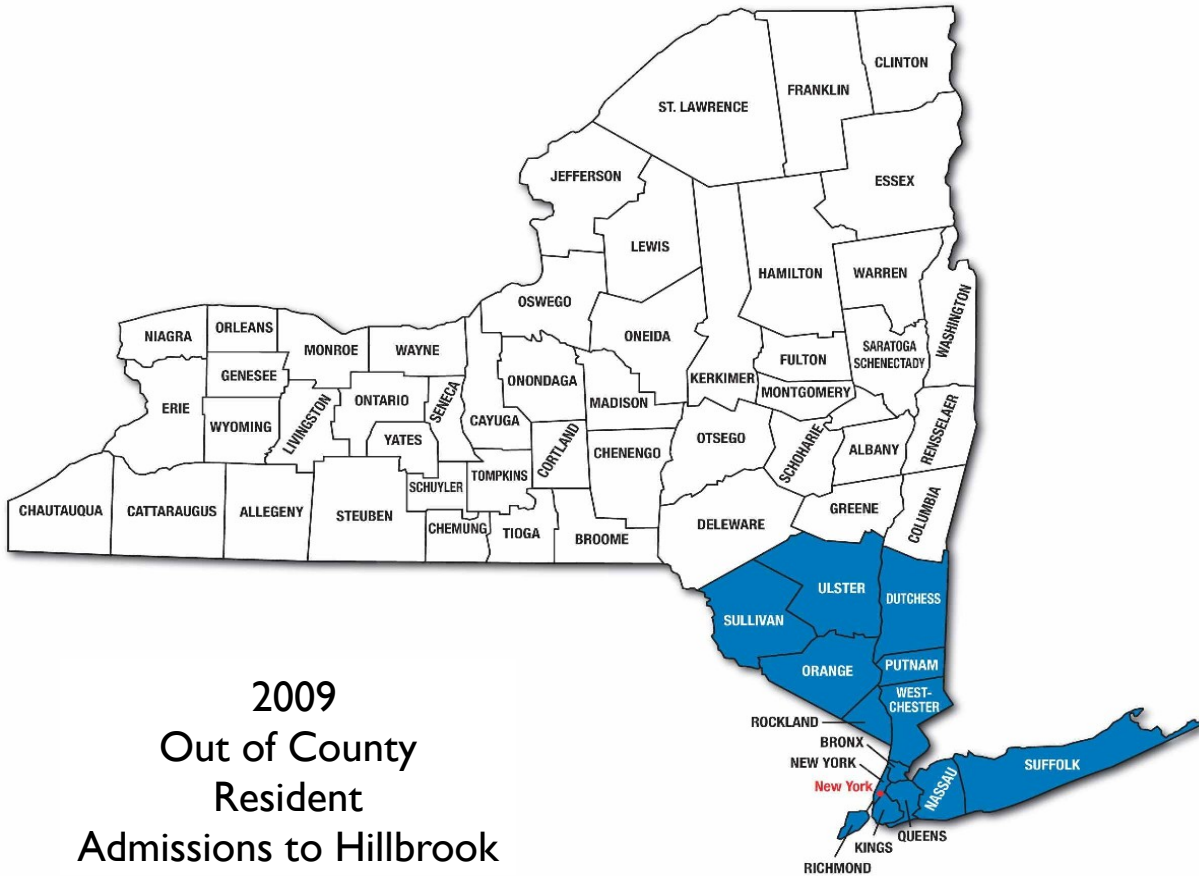 CLINTON
FRANKLIN
ST. LAWRENCE
JEFFERSON
ESSEX
LEWIS
HAMILTON
WARREN
OSWEGO
WASHINGTON
NIAGRA
ORLEANS
MONROE
WAYNE
ONEIDA
FULTON
SARATOGA
SCHENECTADY
GENESEE
KERKIMER
MONTGOMERY
ERIE
WYOMING
LIVINGSTON
ONTARIO
SENECA
CAYUGA
ONONDAGA
MADISON
YATES
CORTLAND
CHENENGO
OTSEGO
SCHOHARIE
ALBANY
RENSSELAER
CHAUTAUQUA
CATTARAUGUS
ALLEGENY
STEUBEN
SCHUYLER
TOMPKINS
CHEMUNG
TIOGA
BROOME
DELEWARE
GREENE
COLUMBIA
ULSTER
DUTCHESS
SULLIVAN
ORANGE
PUTNAM
WEST-
CHESTER
ROCKLAND
BRONX
NEW YORK
New York
NASSAU
SUFFOLK
QUEENS
KINGS
RICHMOND
2009
Out of County
Resident
Admissions to Hillbrook